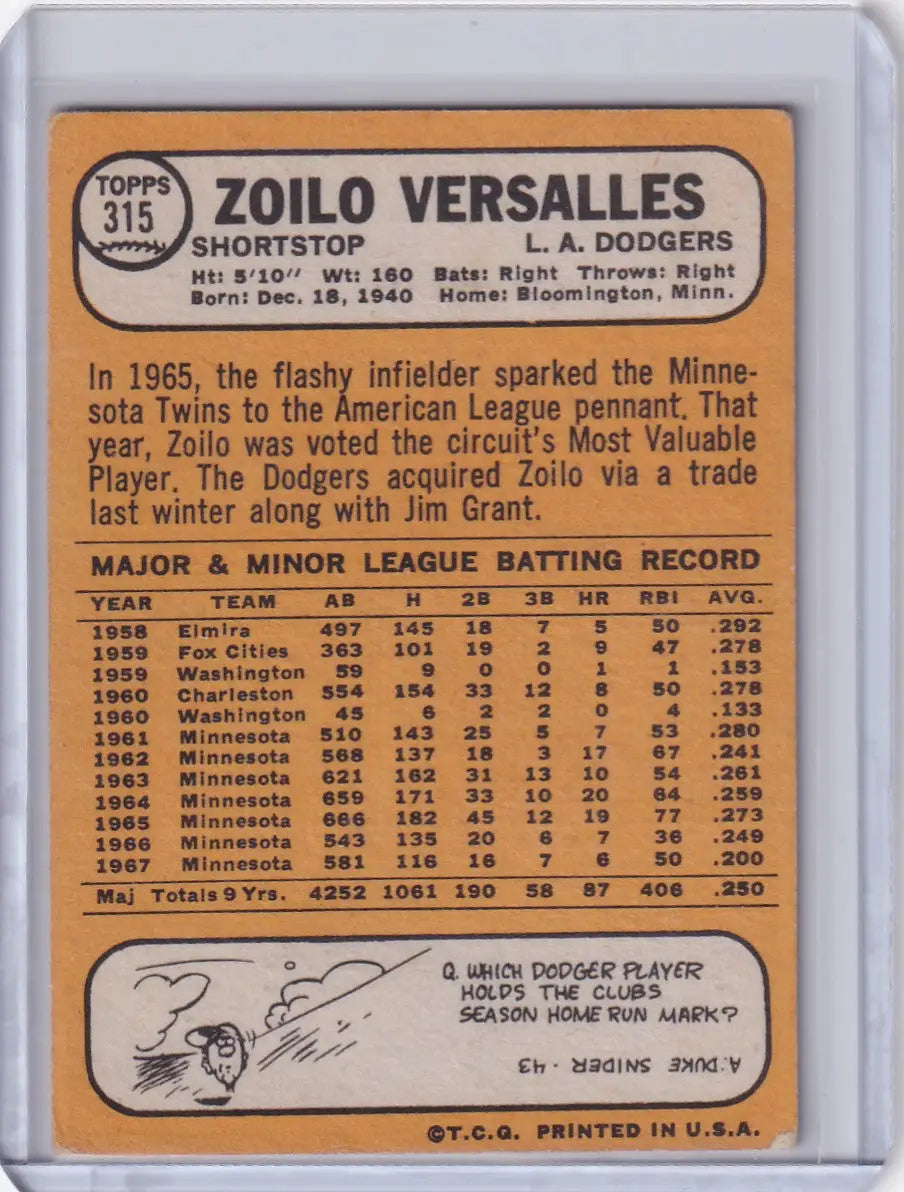 TOPPS
315
ZOILO VERSALLES
SHORTSTOP L. A. DODGERS
Ht: 5'10" Wt: 160 Bats: Right Throws: Right
Born: Dec. 18, 1940 Home: Bloomington, Minn.
In 1965, the flashy infielder sparked the Minne-
sota Twins to the American League pennant. That
year, Zoilo was voted the circuit's Most Valuable
Player. The Dodgers acquired Zoilo via a trade
last winter along with Jim Grant.
MAJOR & MINOR LEAGUE BATTING RECORD
YEAR TEAM AB H 2B 3B HR RBI AVG.
1958 Elmira 497 145 18 7 5 50 .292
1959 Fox Cities 363 101 19 2 9 47 .278
1959 Washington 59 9 0 0 1 1 .153
1960 Charleston 554 154 33 12 8 50 .278
1960 Washington 45 6 2 2 0 4 .133
1961 Minnesota 510 143 25 5 7 53 .280
1962 Minnesota 568 137 18 3 17 67 .241
1963 Minnesota 621 162 31 13 10 54 .261
1964 Minnesota 659 171 33 10 20 64 .259
1965 Minnesota 666 182 45 12 19 77 .273
1966 Minnesota 543 135 20 6 7 36 .249
1967 Minnesota 581 116 16 7 6 50 .200
Maj Totals 9 Yrs. 4252 1061 190 58 87 406 .250
Q. WHICH DODGER PLAYER
HOLDS THE CLUBS
SEASON HOME RUN MARK?
A: DUKE SNIDER - 43
©T.C.G. PRINTED IN U.S.A.